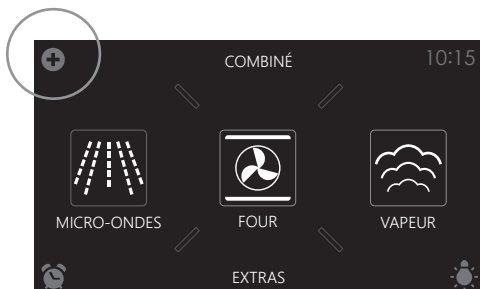 COMBINÉ
10:15
MICRO-ONDES
FOUR
VAPEUR
EXTRAS